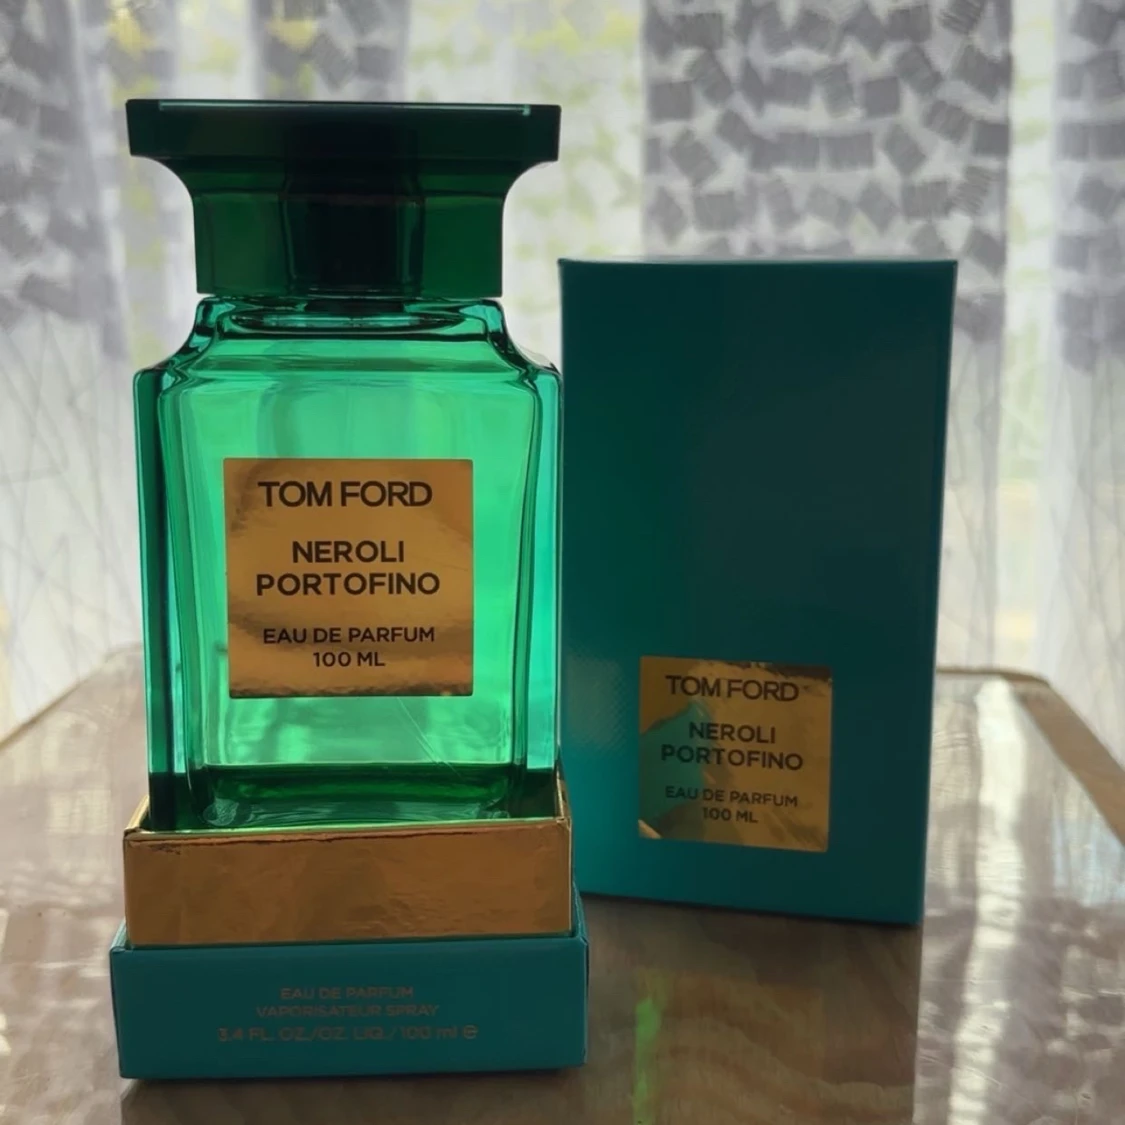 TOM FORD
NEROLI
PORTOFINO
EAU DE PARFUM
100 ML
TOM FORD
NEROLI
PORTOFINO
EAU DE PARFUM
100 ML
EAU DE PARFUM
VAPORISATEUR SPRAY
3.4 FL. OZ./OZ. LIQ./100 ml ℮